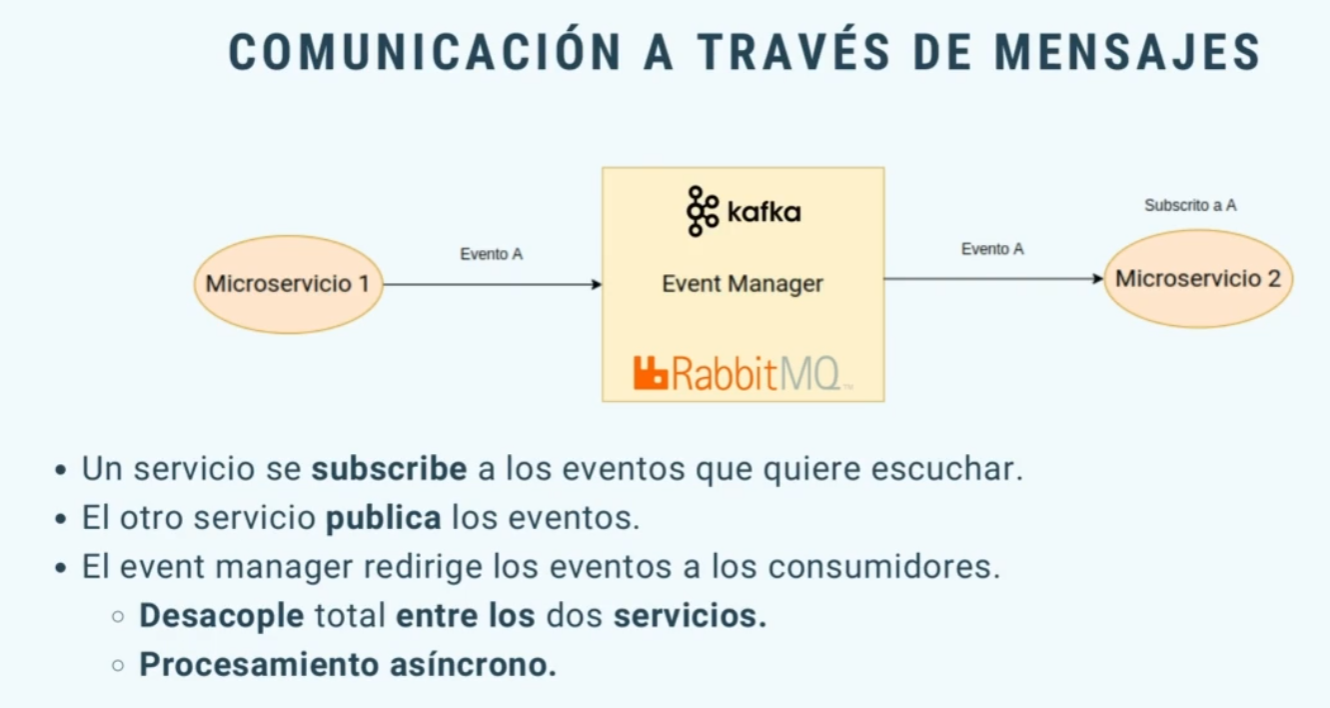 COMUNICACIÓN A TRAVÉS DE MENSAJES
kafka
Subscrito a A
Evento A
Evento A
Microservicio 1
Event Manager
Microservicio 2
RabbitMQ™
• Un servicio se subscribe a los eventos que quiere escuchar.
• El otro servicio publica los eventos.
• El event manager redirige los eventos a los consumidores.
◦ Desacople total entre los dos servicios.
◦ Procesamiento asíncrono.